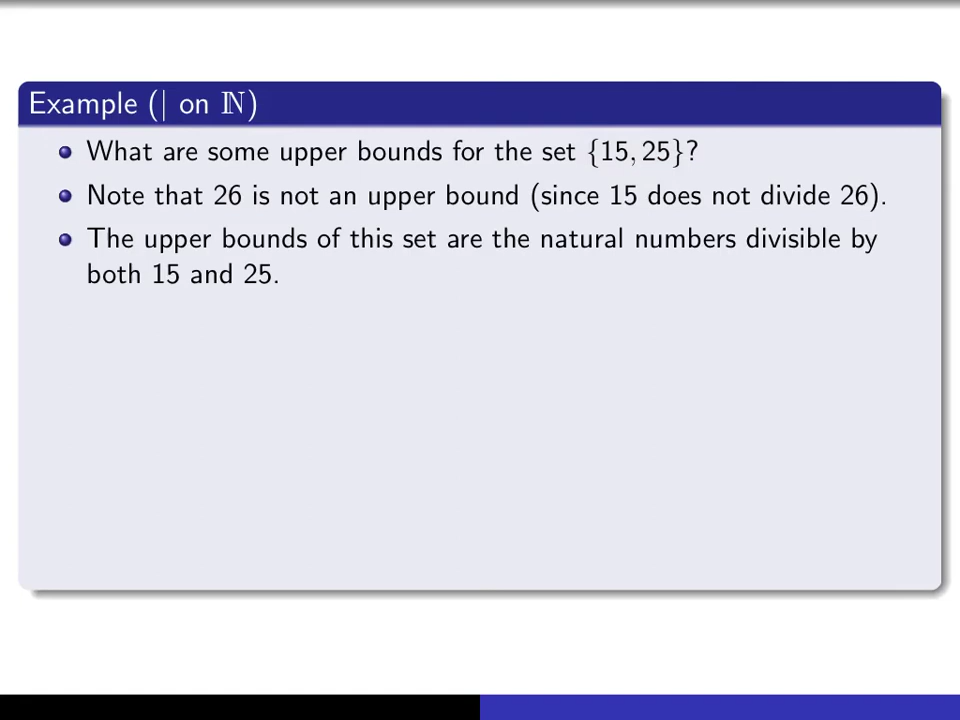 Example (| on ℕ)
What are some upper bounds for the set {15, 25}?
Note that 26 is not an upper bound (since 15 does not divide 26).
The upper bounds of this set are the natural numbers divisible by
both 15 and 25.